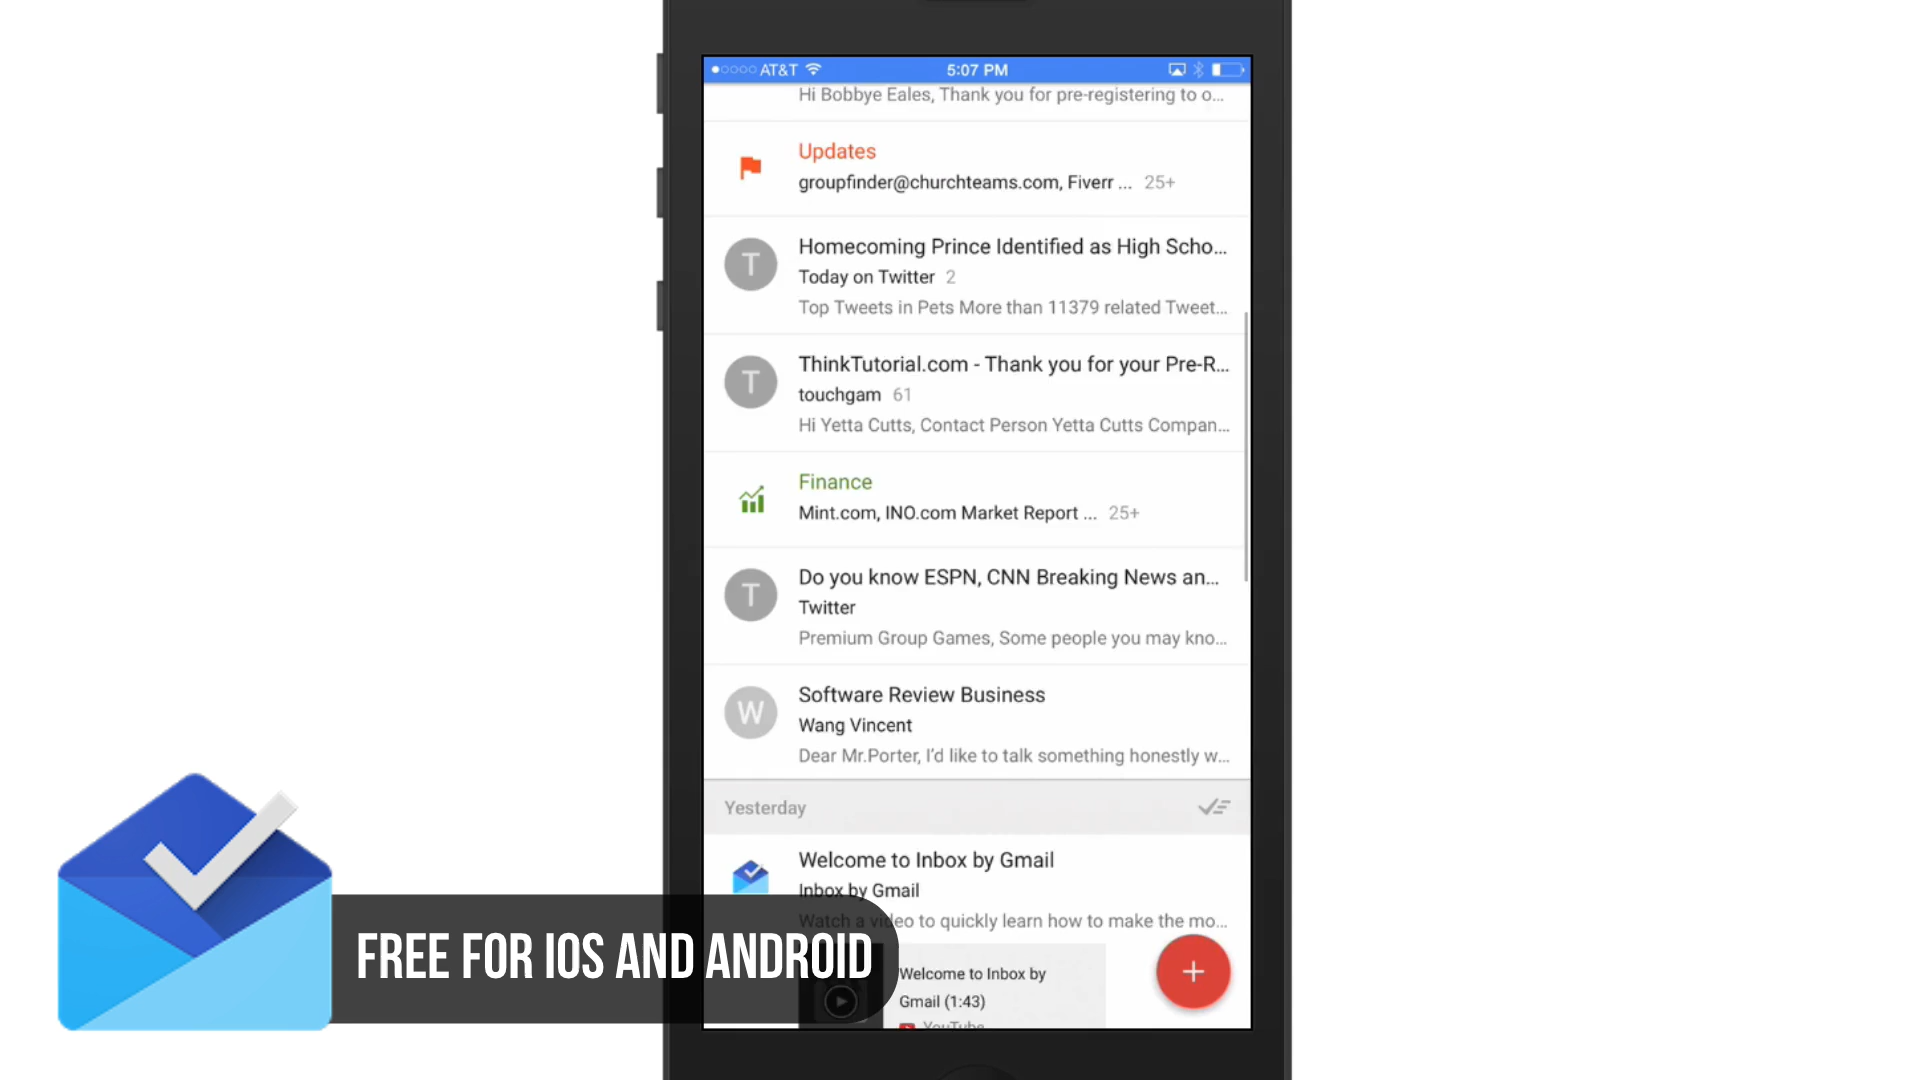 AT&T
5:07 PM
Hi Bobbye Eales, Thank you for pre-registering to o...
Updates
groupfinder@churchteams.com, Fiverr ... 25+
T
Homecoming Prince Identified as High Scho...
Today on Twitter 2
Top Tweets in Pets More than 11379 related Tweet...
T
ThinkTutorial.com - Thank you for your Pre-R...
touchgam 61
Hi Yetta Cutts, Contact Person Yetta Cutts Compan...
Finance
Mint.com, INO.com Market Report ... 25+
T
Do you know ESPN, CNN Breaking News an...
Twitter
Premium Group Games, Some people you may kno...
W
Software Review Business
Wang Vincent
Dear Mr.Porter, I'd like to talk something honestly w...
Yesterday
Welcome to Inbox by Gmail
Inbox by Gmail
Watch a video to quickly learn how to make the mo...
FREE FOR IOS AND ANDROID
Welcome to Inbox by
Gmail (1:43)
YouTube